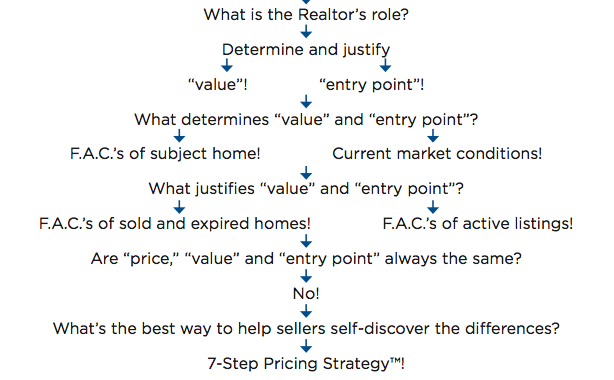 What is the Realtor’s role?
Determine and justify
“value”! “entry point”!
What determines “value” and “entry point”?
F.A.C.’s of subject home! Current market conditions!
What justifies “value” and “entry point”?
F.A.C.’s of sold and expired homes! F.A.C.’s of active listings!
Are “price,” “value” and “entry point” always the same?
No!
What’s the best way to help sellers self-discover the differences?
7-Step Pricing Strategy™!